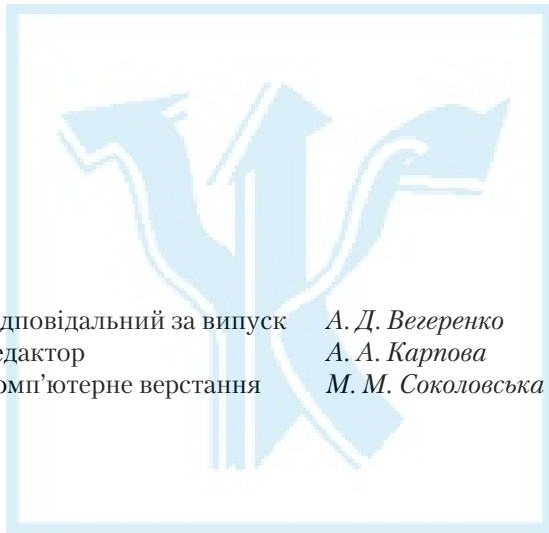 дповідальний за випуск А. Д. Вегеренко
едактор А. А. Карпова
омп’ютерне верстання М. М. Соколовська